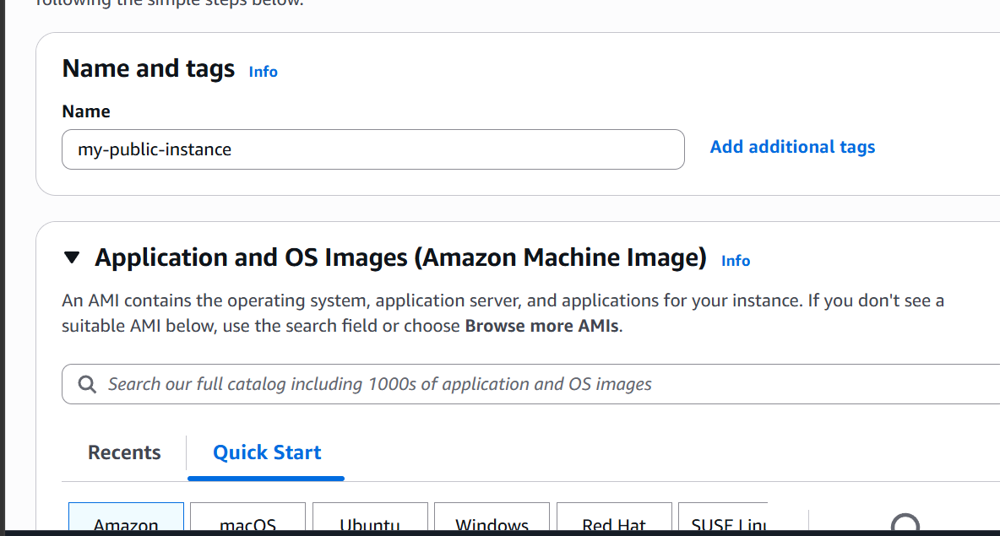 following the simple steps below.
Name and tags Info
Name
my-public-instance
Add additional tags
Application and OS Images (Amazon Machine Image) Info
An AMI contains the operating system, application server, and applications for your instance. If you don't see a
suitable AMI below, use the search field or choose Browse more AMIs.
Search our full catalog including 1000s of application and OS images
Recents Quick Start
Amazon macOS Ubuntu Windows Red Hat SUSE